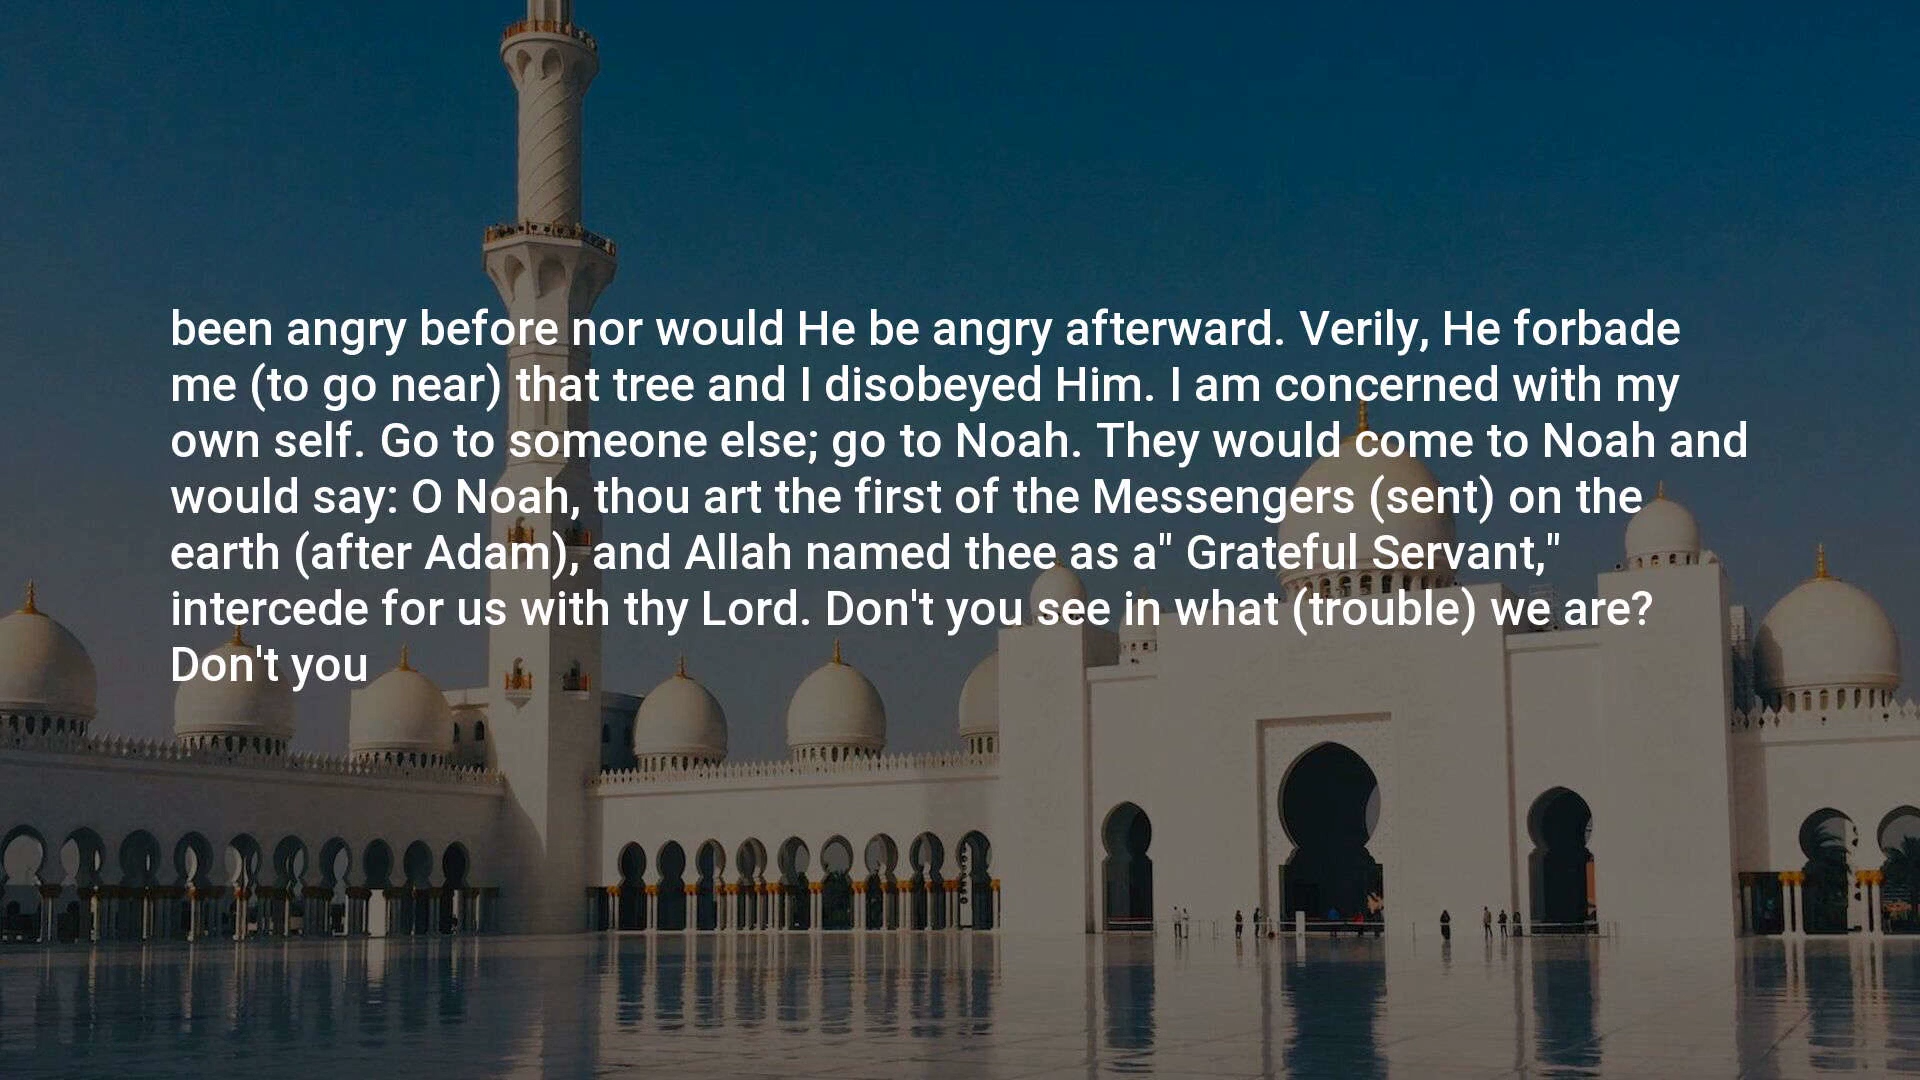 been angry before nor would He be angry afterward. Verily, He forbade
me (to go near) that tree and I disobeyed Him. I am concerned with my
own self. Go to someone else; go to Noah. They would come to Noah and
would say: O Noah, thou art the first of the Messengers (sent) on the
earth (after Adam), and Allah named thee as a" Grateful Servant,"
intercede for us with thy Lord. Don't you see in what (trouble) we are?
Don't you